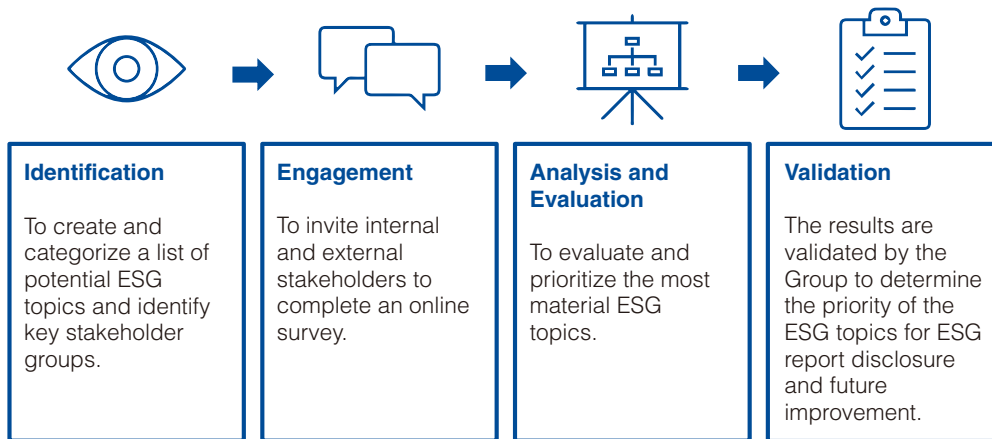 Identification
To create and
categorize a list of
potential ESG
topics and identify
key stakeholder
groups.
Engagement
To invite internal
and external
stakeholders to
complete an online
survey.
Analysis and
Evaluation
To evaluate and
prioritize the most
material ESG
topics.
Validation
The results are
validated by the
Group to determine
the priority of the
ESG topics for ESG
report disclosure
and future
improvement.